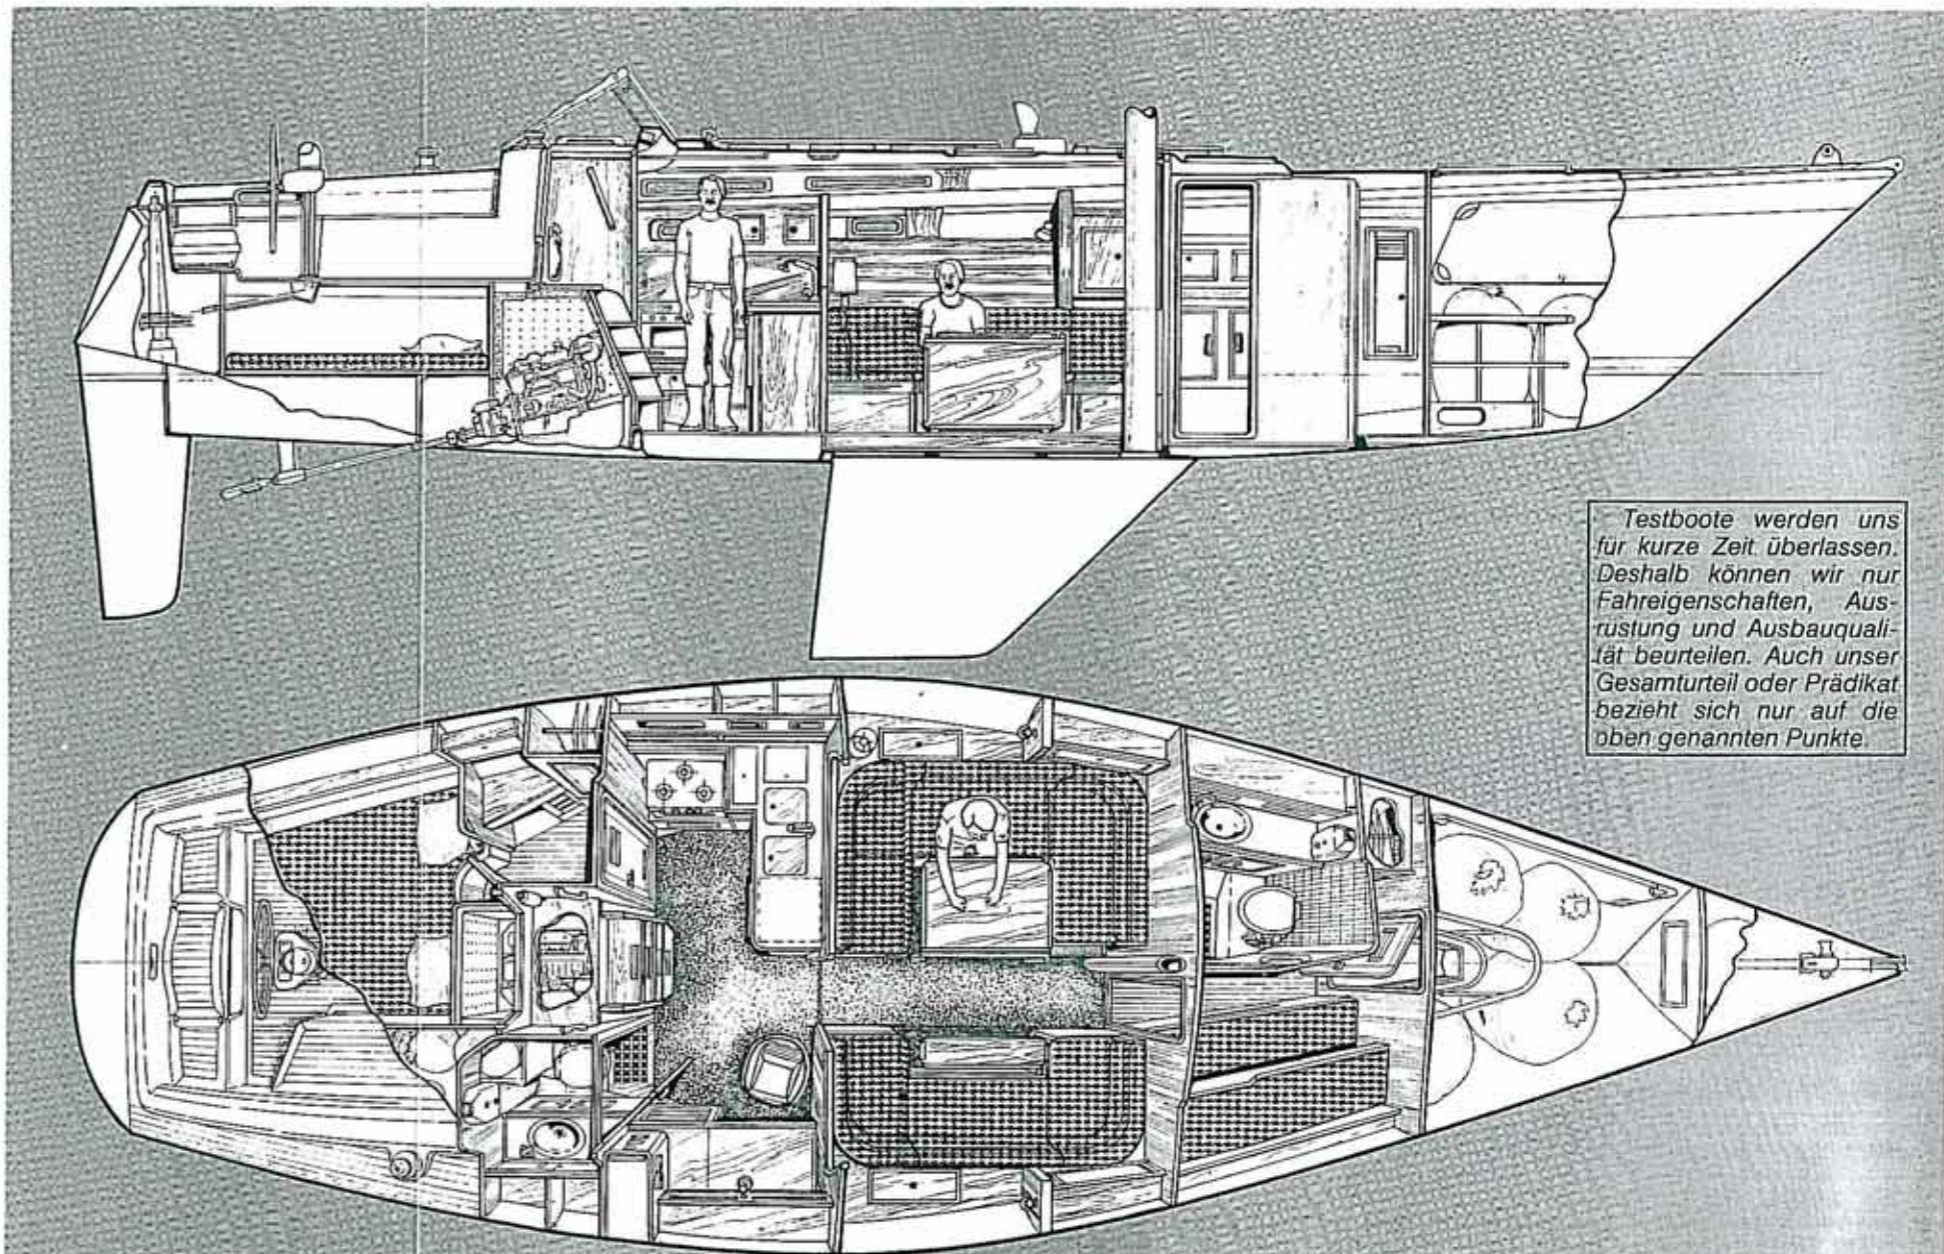 Testboote werden uns
für kurze Zeit überlassen.
Deshalb können wir nur
Fahreigenschaften, Aus-
rüstung und Ausbauquali-
tät beurteilen. Auch unser
Gesamturteil oder Prädikat
bezieht sich nur auf die
oben genannten Punkte.